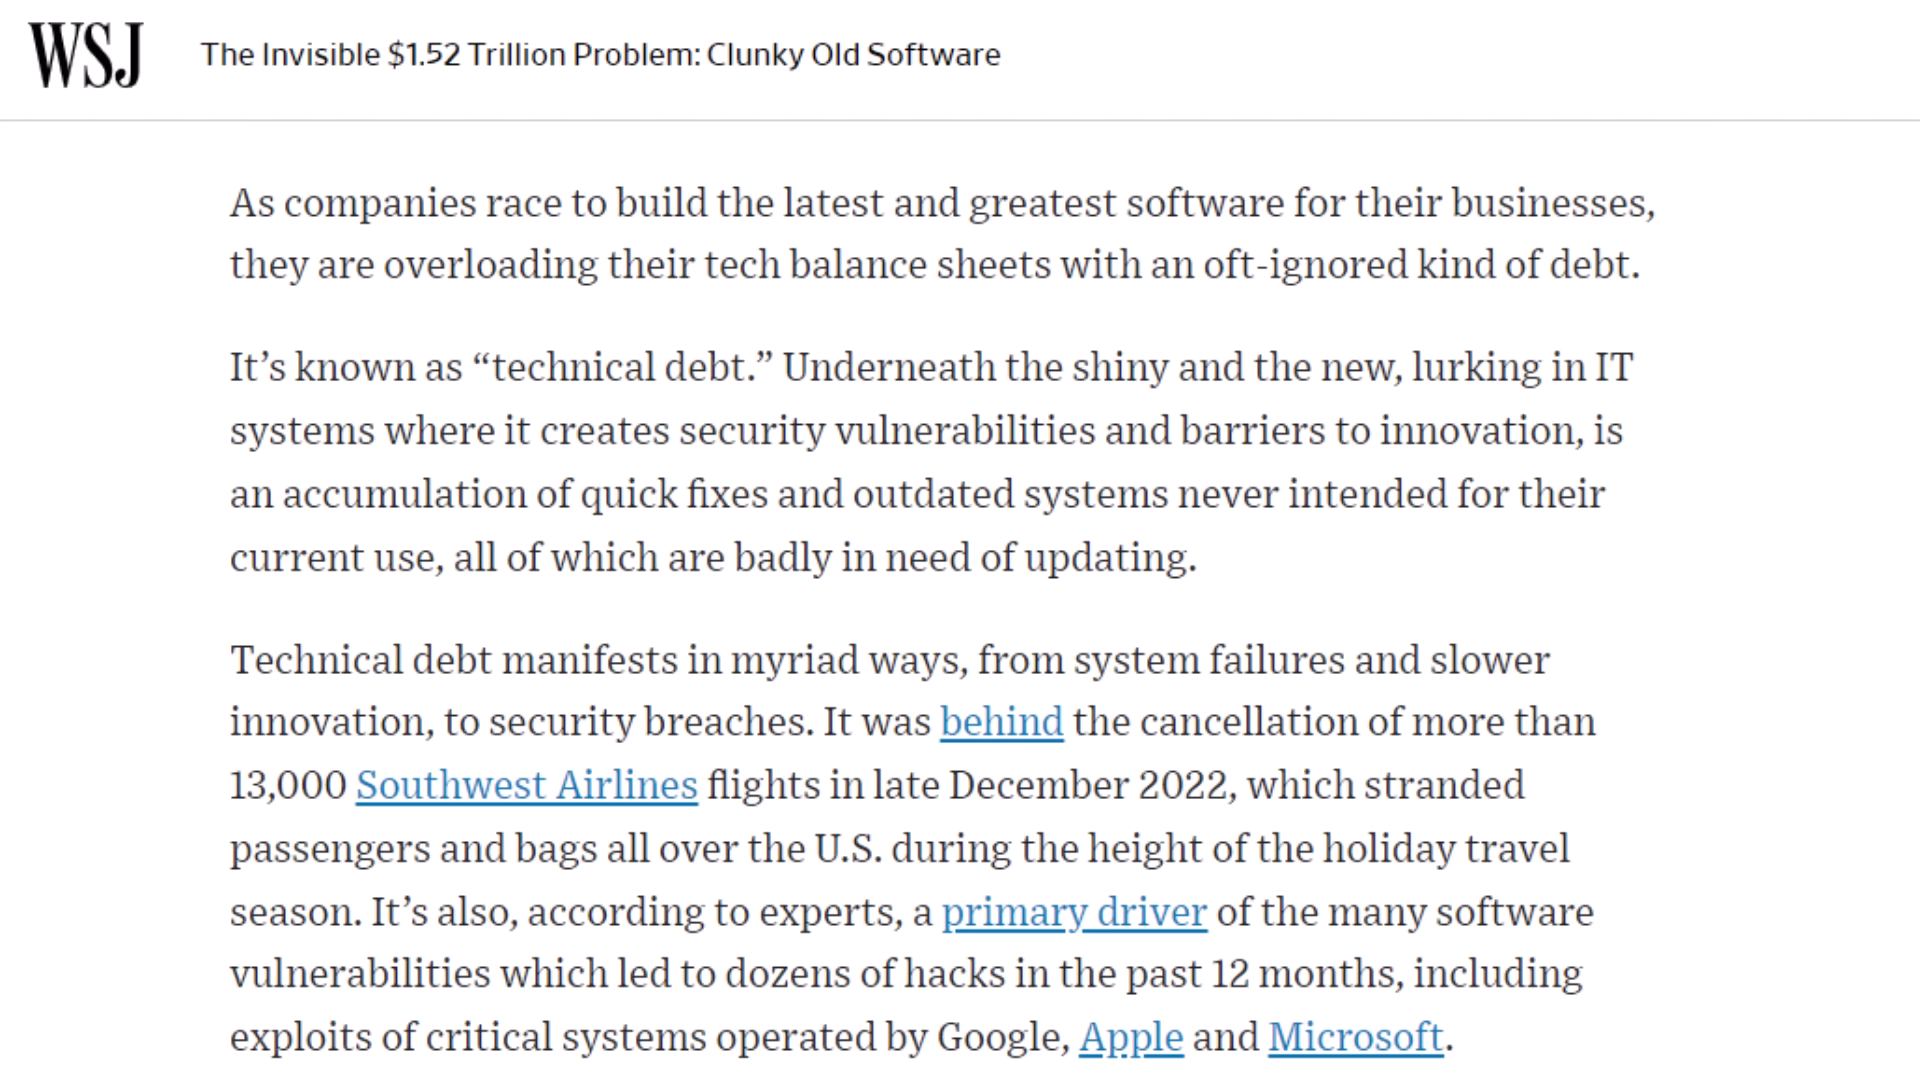 WSJ The Invisible $1.52 Trillion Problem: Clunky Old Software
As companies race to build the latest and greatest software for their businesses,
they are overloading their tech balance sheets with an oft-ignored kind of debt.
It’s known as “technical debt.” Underneath the shiny and the new, lurking in IT
systems where it creates security vulnerabilities and barriers to innovation, is
an accumulation of quick fixes and outdated systems never intended for their
current use, all of which are badly in need of updating.
Technical debt manifests in myriad ways, from system failures and slower
innovation, to security breaches. It was behind the cancellation of more than
13,000 Southwest Airlines flights in late December 2022, which stranded
passengers and bags all over the U.S. during the height of the holiday travel
season. It’s also, according to experts, a primary driver of the many software
vulnerabilities which led to dozens of hacks in the past 12 months, including
exploits of critical systems operated by Google, Apple and Microsoft.